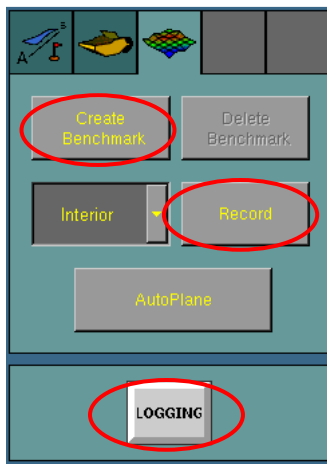 A s
Create
Benchmark
Delete
Benchmark
Interior
Record
AutoPlane
LOGGING